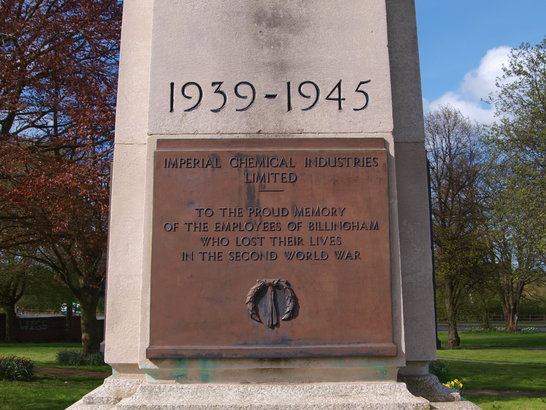 1939-1945
IMPERIAL CHEMICAL INDUSTRIES
LIMITED
TO THE PROUD MEMORY
OF THE EMPLOYEES OF BILLINGHAM
WHO LOST THEIR LIVES
IN THE SECOND WORLD WAR